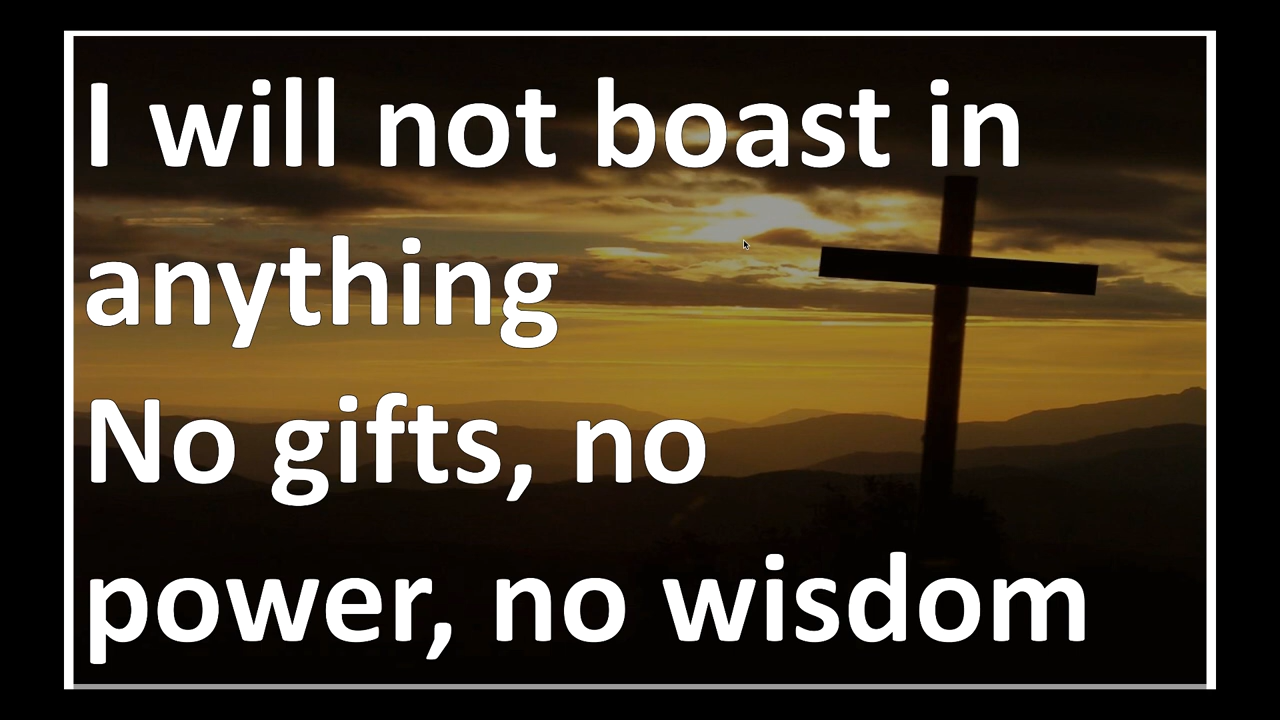 I will not boast in
anything
No gifts, no
power, no wisdom